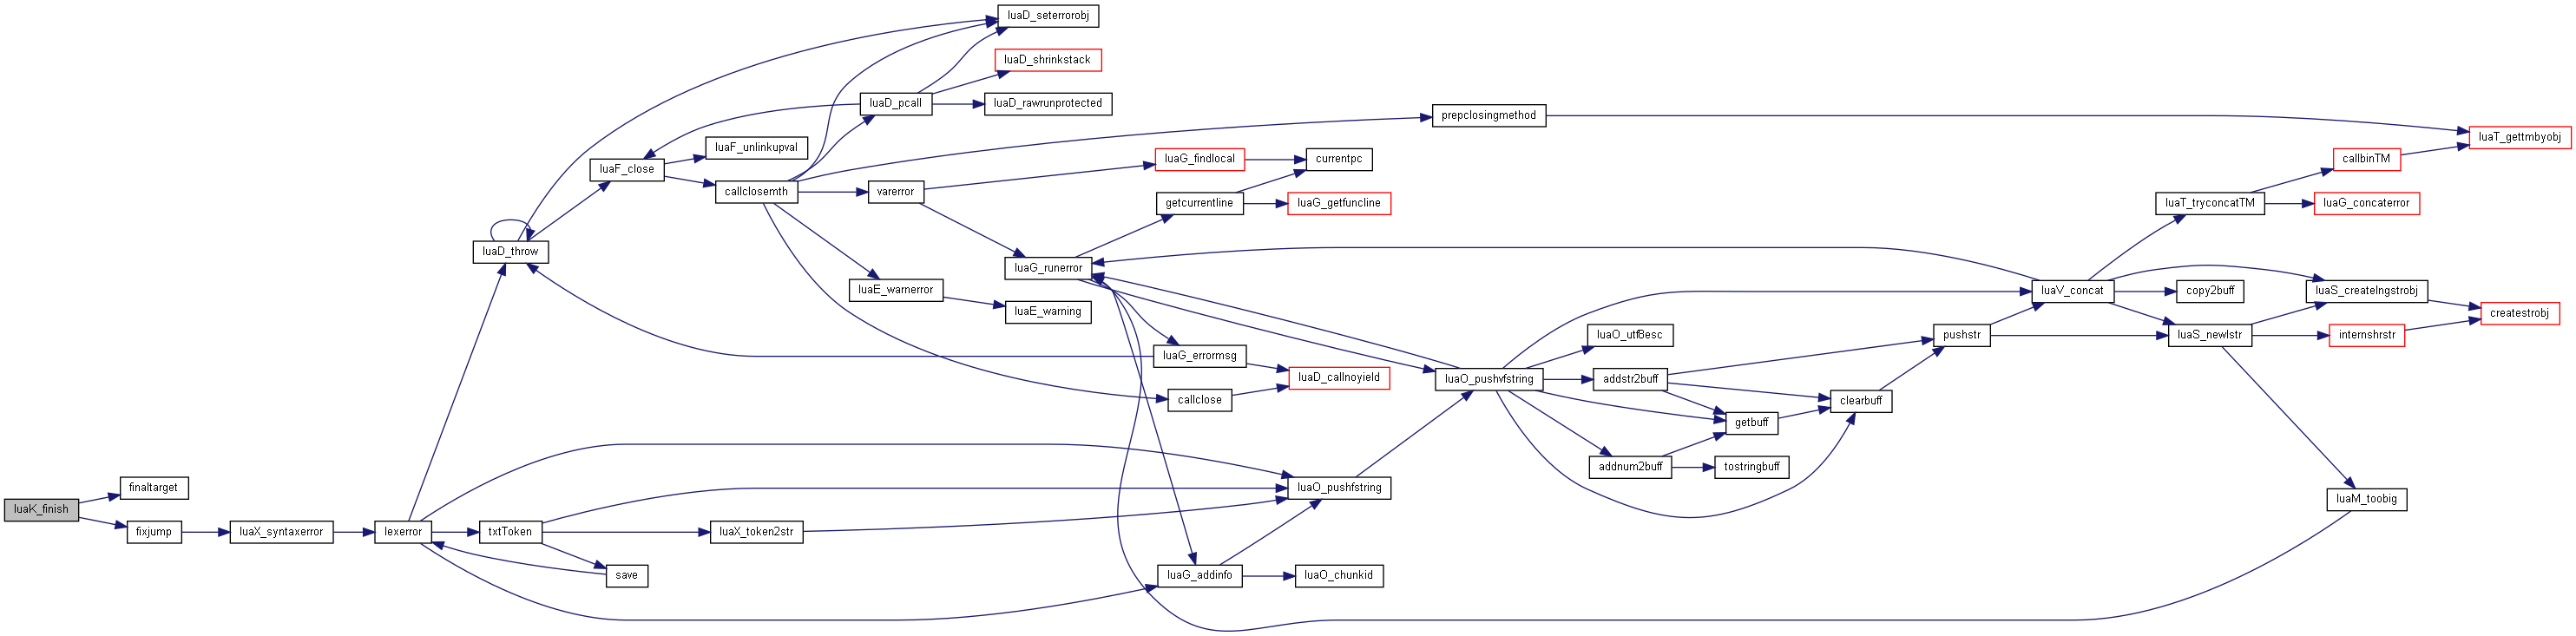 luaD_seterrorobj
luaD_shrinkstack
luaD_pcall
luaD_rawrunprotected
prepclosingmethod
luaT_gettmbyobj
luaF_unlinkupval
luaF_close
luaG_findlocal
currentpc
callbinTM
callclosemth
varerror
getcurrentline
luaG_getfuncline
luaT_tryconcatTM
luaG_concaterror
luaD_throw
luaG_runerror
luaE_warnerror
luaV_concat
copy2buff
luaS_createlngstrobj
luaE_warning
createstrobj
luaO_utf8esc
pushstr
luaS_newlstr
internshrstr
luaG_errormsg
luaD_callnoyield
luaO_pushvfstring
addstr2buff
callclose
clearbuff
getbuff
addnum2buff
tostringbuff
finaltarget
luaO_pushfstring
luaM_toobig
luaK_finish
fixjump
luaX_syntaxerror
lexerror
txtToken
luaX_token2str
save
luaG_addinfo
luaO_chunkid